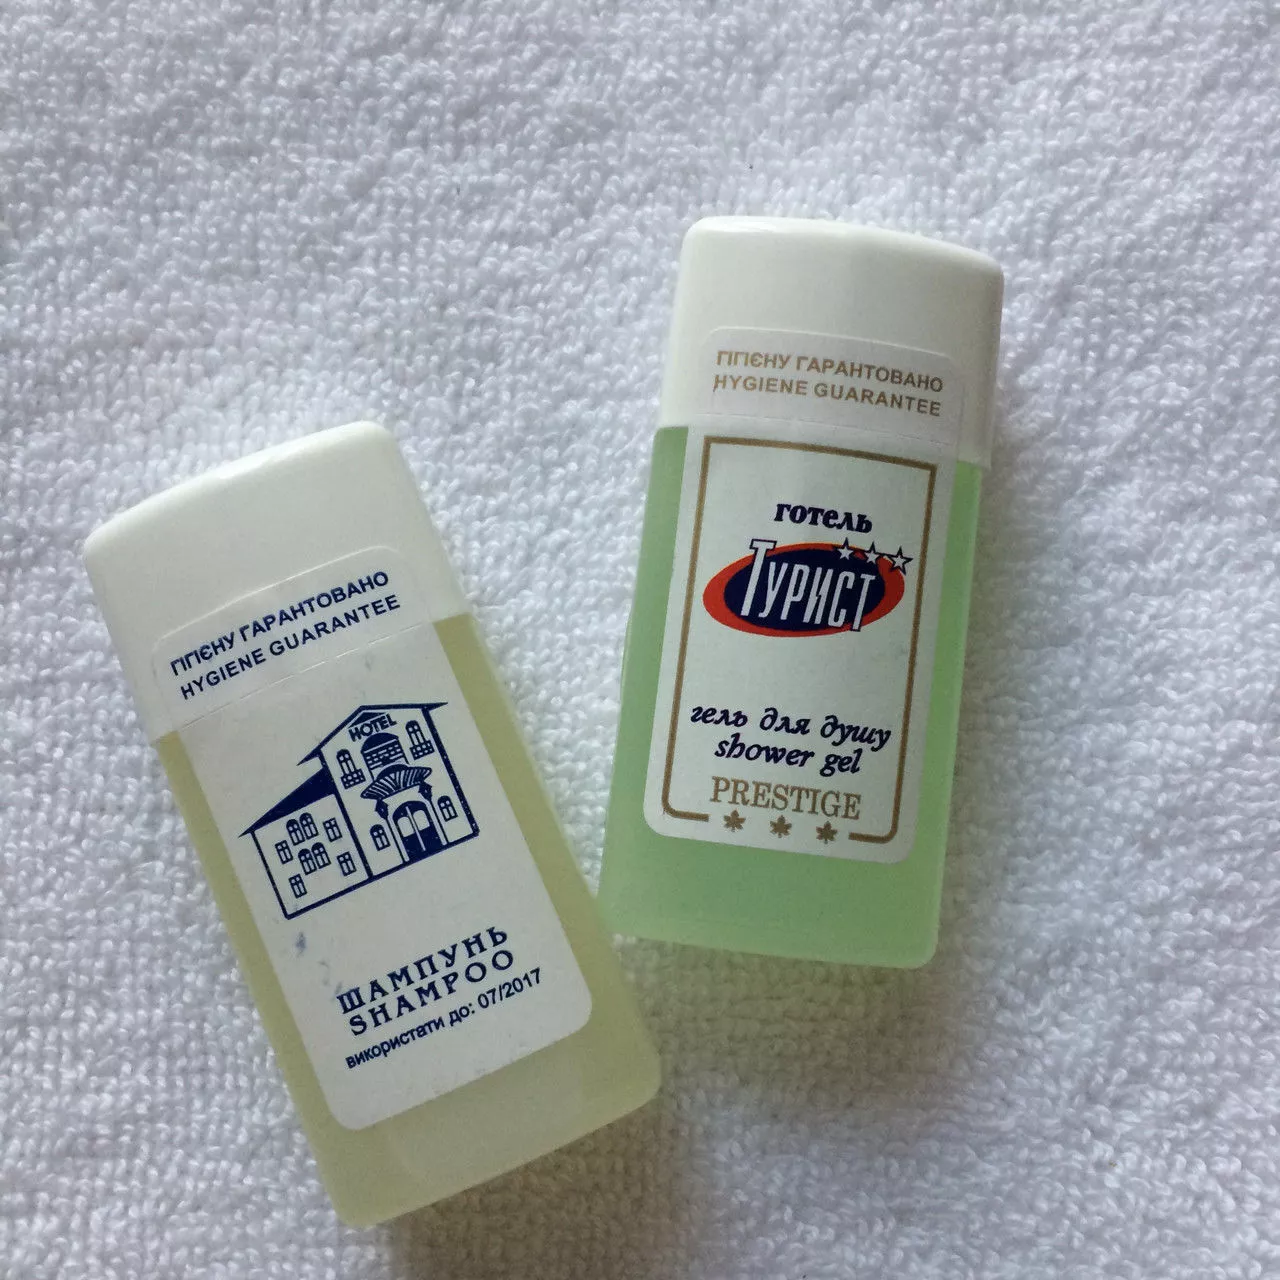 ГІГІЄНУ ГАРАНТОВАНО
HYGIENE GUARANTEE
HOTEL
ШАМПУНЬ
SHAMPOO
використати до: 07/2017
ГІГІЄНУ ГАРАНТОВАНО
HYGIENE GUARANTEE
готель
Турист
гель для душу
shower gel
PRESTIGE